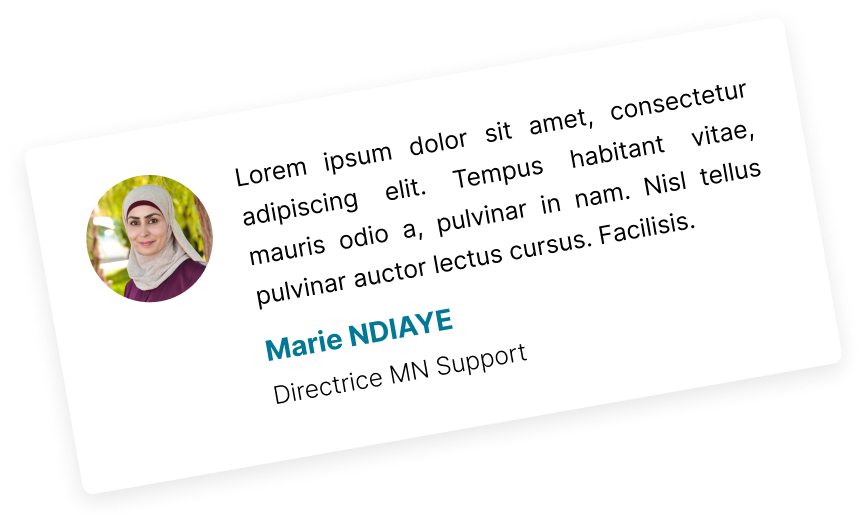 Lorem ipsum dolor sit amet, consectetur
adipiscing elit. Tempus habitant vitae,
mauris odio a, pulvinar in nam. Nisl tellus
pulvinar auctor lectus cursus. Facilisis.
Marie NDIAYE
Directrice MN Support